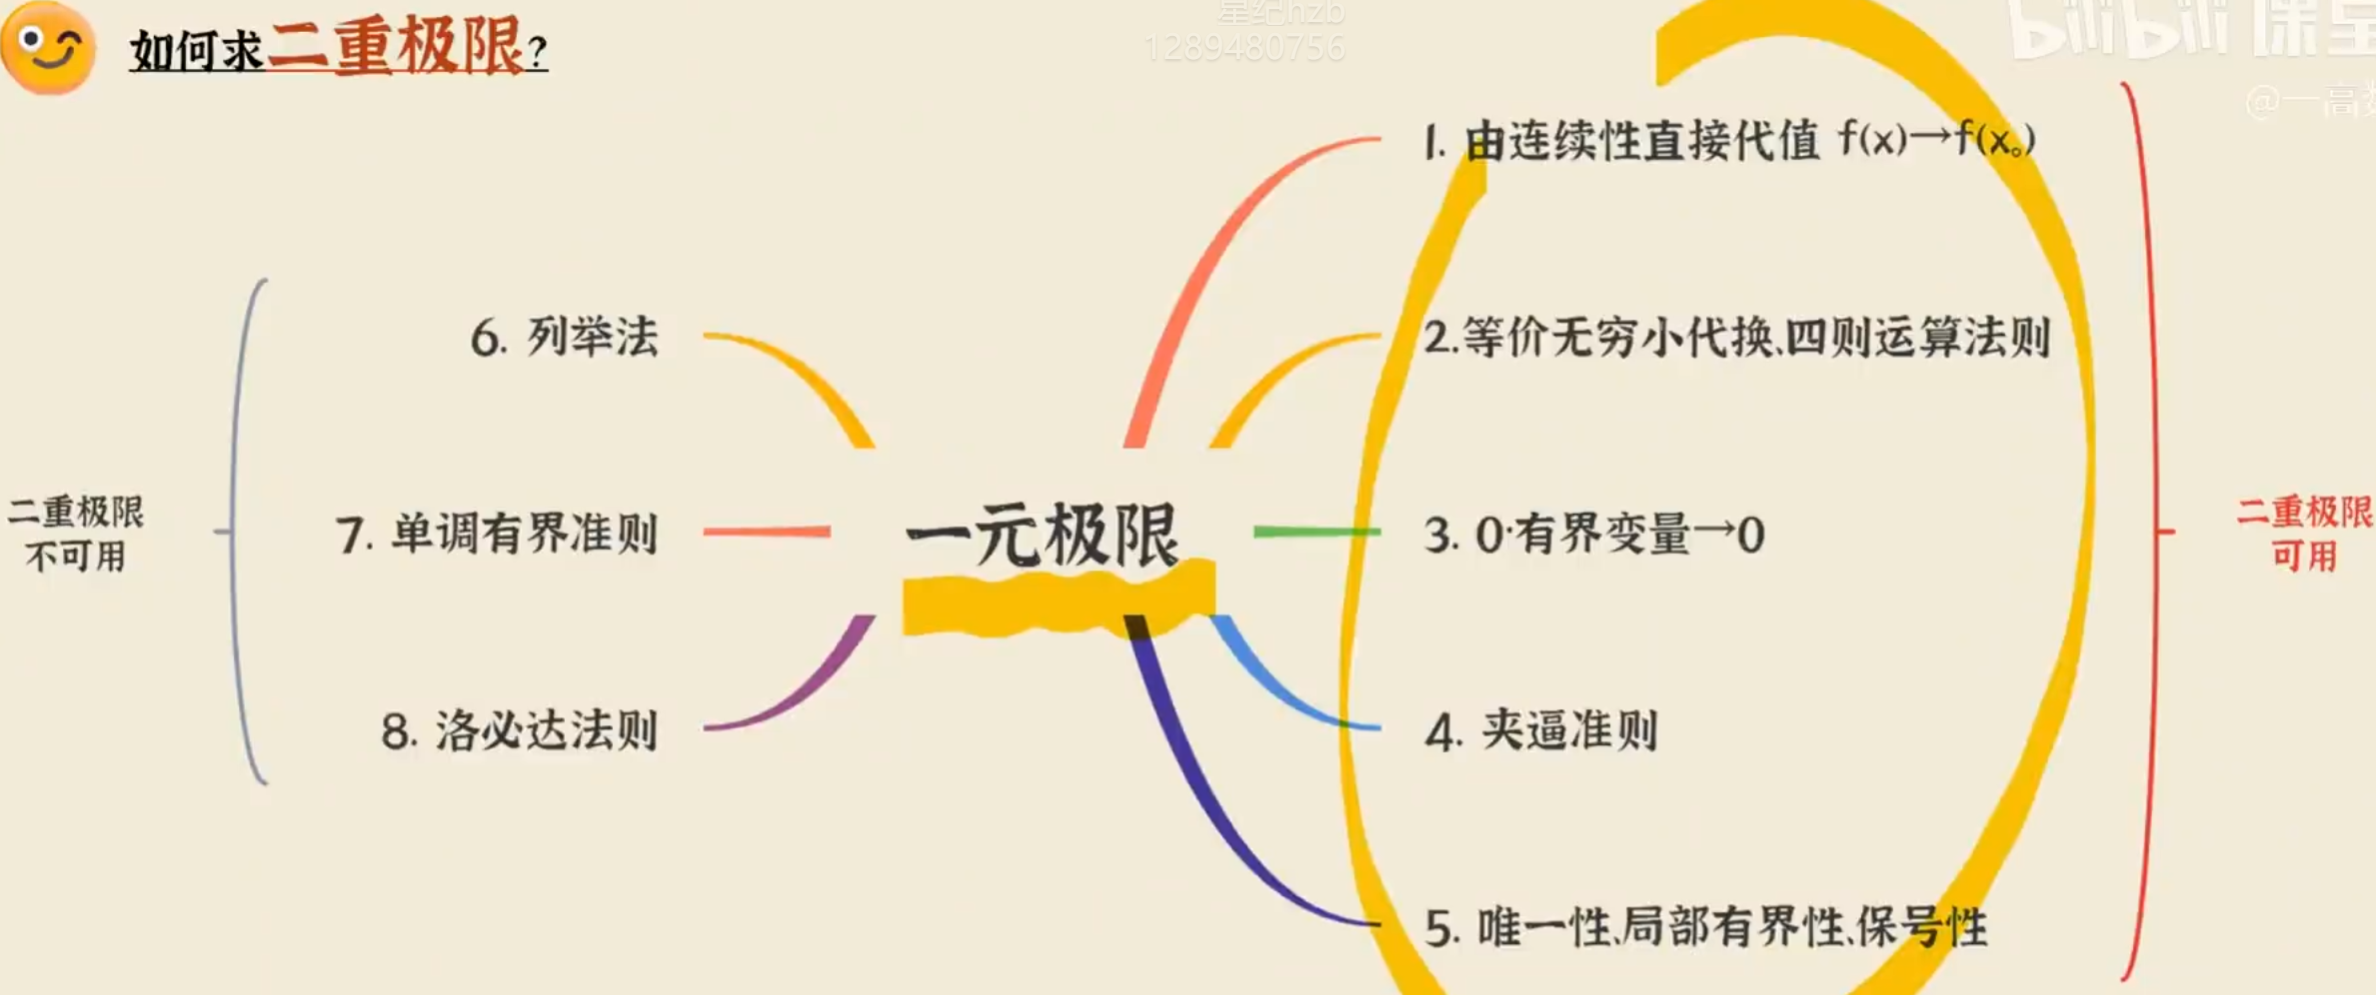 如何求二重极限?
星纪hzb
1289480756
bilibili 课堂
@一高数
1. 由连续性直接代值 f(x)→f(x₀)
2.等价无穷小代换、四则运算法则
3. 0·有界变量→0
4. 夹逼准则
5. 唯一性、局部有界性、保号性
二重极限
可用
一元极限
6. 列举法
7. 单调有界准则
8. 洛必达法则
二重极限
不可用